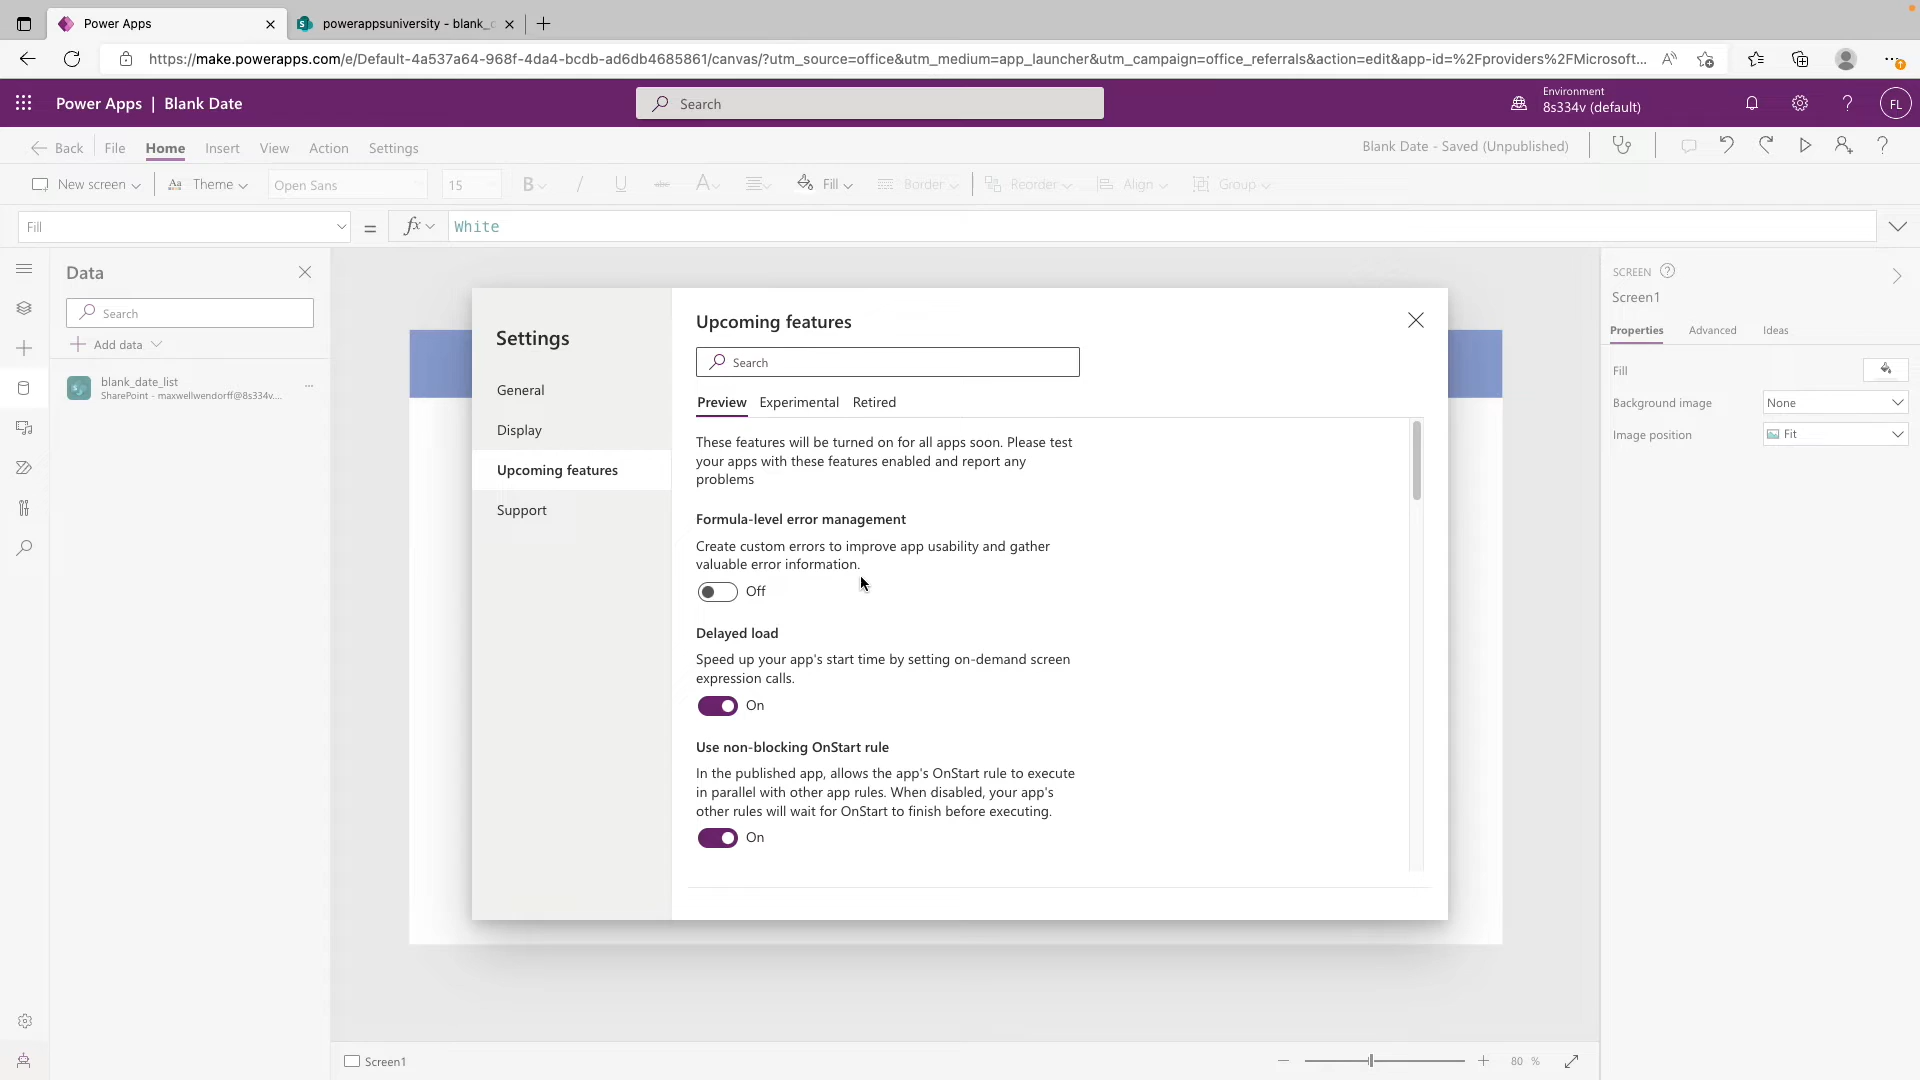 Power Apps
powerappsuniversity - blank_d
https://make.powerapps.com/e/Default-4a537a64-968f-4da4-bcdb-ad6db4685861/canvas/?utm_source=office&utm_medium=app_launcher&utm_campaign=office_referrals&action=edit&app-id=%2Fproviders%2FMicrosoft...
Power Apps | Blank Date
Search
Environment
8s334v (default)
FL
Back
File
Home
Insert
View
Action
Settings
Blank Date - Saved (Unpublished)
New screen
Theme
Open Sans
15
B
Fill
Border
Reorder
Align
Group
Fill
=
fx
White
Data
Search
Add data
blank_date_list
SharePoint - maxwellwendorff@8s334v....
Settings
General
Display
Upcoming features
Support
Upcoming features
Search
Preview
Experimental
Retired
These features will be turned on for all apps soon. Please test
your apps with these features enabled and report any
problems
Formula-level error management
Create custom errors to improve app usability and gather
valuable error information.
Off
Delayed load
Speed up your app's start time by setting on-demand screen
expression calls.
On
Use non-blocking OnStart rule
In the published app, allows the app's OnStart rule to execute
in parallel with other app rules. When disabled, your app's
other rules will wait for OnStart to finish before executing.
On
SCREEN
Screen1
Properties
Advanced
Ideas
Fill
Background image
None
Image position
Fit
Screen1
80 %